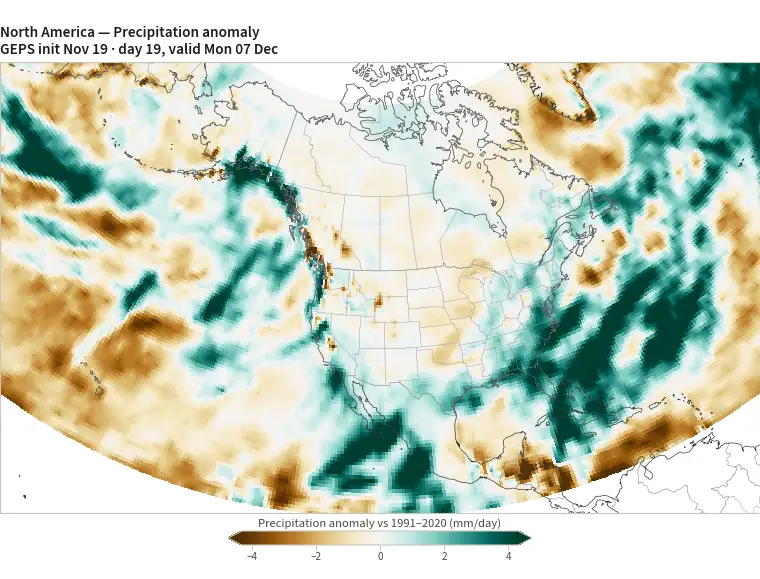 North America — Precipitation anomaly
GEPS init Nov 19 · day 19, valid Mon 07 Dec
Precipitation anomaly vs 1991–2020 (mm/day)
−4 −2 0 2 4